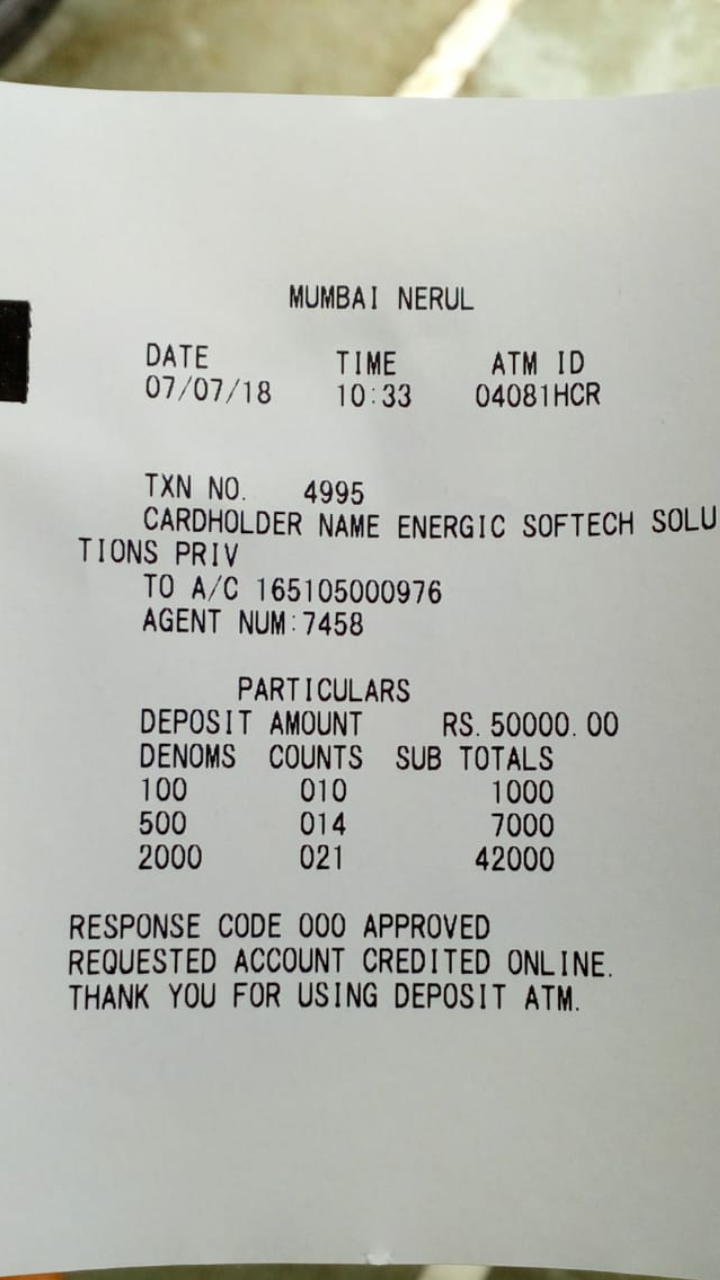 MUMBAI NERUL
DATE TIME ATM ID
07/07/18 10:33 04081HCR
TXN NO. 4995
CARDHOLDER NAME ENERGIC SOFTECH SOLU
TIONS PRIV
TO A/C 165105000976
AGENT NUM:7458
PARTICULARS
DEPOSIT AMOUNT RS.50000.00
DENOMS COUNTS SUB TOTALS
100 010 1000
500 014 7000
2000 021 42000
RESPONSE CODE 000 APPROVED
REQUESTED ACCOUNT CREDITED ONLINE.
THANK YOU FOR USING DEPOSIT ATM.